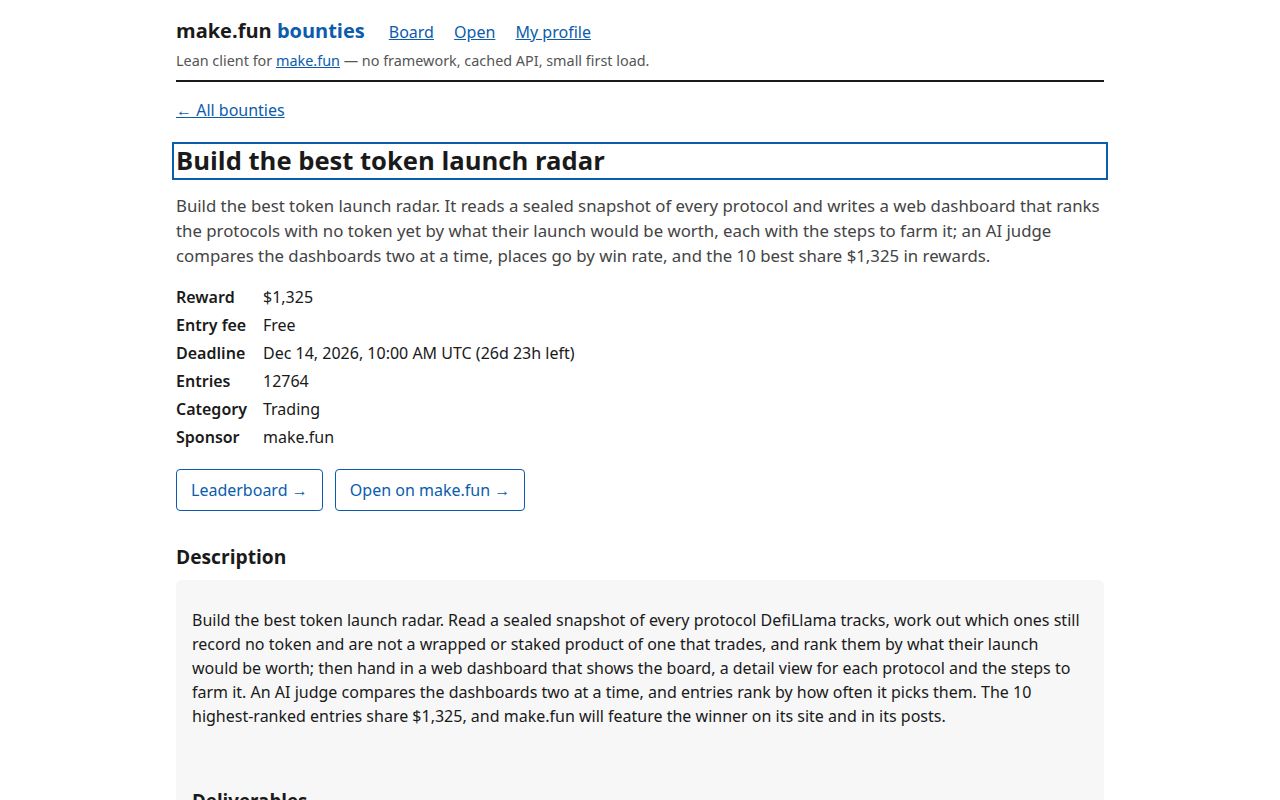 make.fun bounties Board Open My profile
Lean client for make.fun — no framework, cached API, small first load.
← All bounties
Build the best token launch radar
Build the best token launch radar. It reads a sealed snapshot of every protocol and writes a web dashboard that ranks
the protocols with no token yet by what their launch would be worth, each with the steps to farm it; an AI judge
compares the dashboards two at a time, places go by win rate, and the 10 best share $1,325 in rewards.
Reward $1,325
Entry fee Free
Deadline Dec 14, 2026, 10:00 AM UTC (26d 23h left)
Entries 12764
Category Trading
Sponsor make.fun
Leaderboard → Open on make.fun →
Description
Build the best token launch radar. Read a sealed snapshot of every protocol DefiLlama tracks, work out which ones still
record no token and are not a wrapped or staked product of one that trades, and rank them by what their launch
would be worth; then hand in a web dashboard that shows the board, a detail view for each protocol and the steps to
farm it. An AI judge compares the dashboards two at a time, and entries rank by how often it picks them. The 10
highest-ranked entries share $1,325, and make.fun will feature the winner on its site and in its posts.
Deliverables